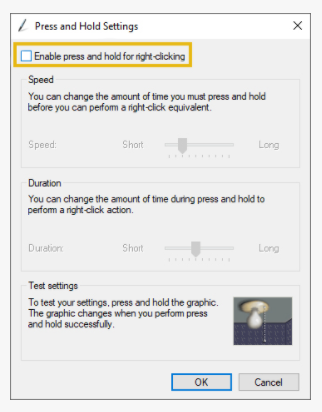 Press and Hold Settings
Enable press and hold for right-clicking
Speed
You can change the amount of time you must press and hold
before you can perform a right-click equivalent.
Speed: Short Long
Duration
You can change the amount of time during press and hold to
perform a right-click action.
Duration: Short Long
Test settings
To test your settings, press and hold the graphic.
The graphic changes when you perform press
and hold successfully.
OK Cancel